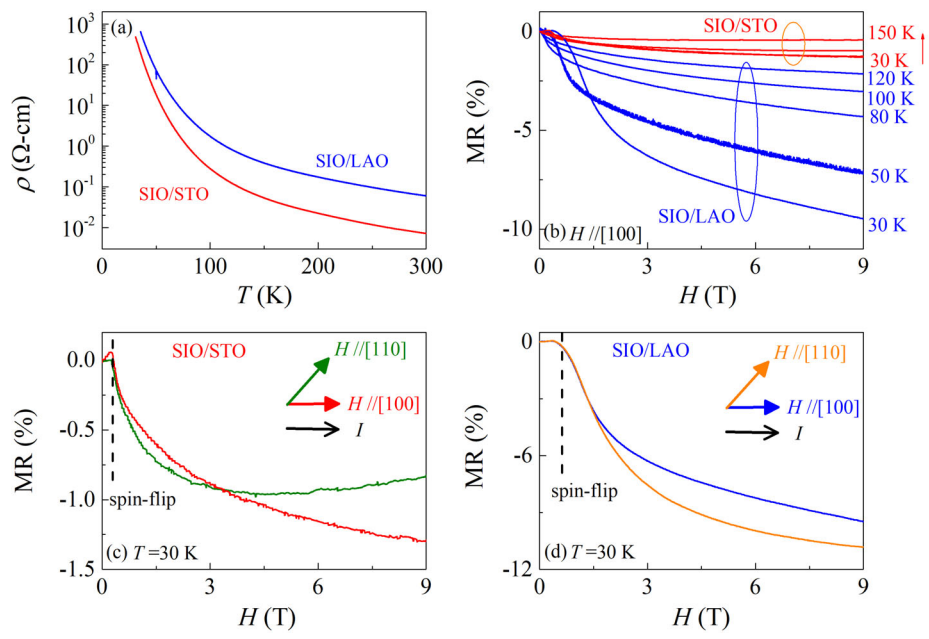 (a)
10³
10²
10¹
10⁰
10⁻¹
10⁻²
ρ (Ω-cm)
SIO/LAO
SIO/STO
0
100
200
300
T (K)
0
-5
-10
MR (%)
SIO/STO
150 K
30 K
120 K
100 K
80 K
50 K
30 K
SIO/LAO
(b) H//[100]
0
3
6
9
H (T)
0.0
-0.5
-1.0
-1.5
MR (%)
SIO/STO
H//[110]
H//[100]
I
spin-flip
(c) T=30 K
0
3
6
9
H (T)
0
-6
-12
MR (%)
SIO/LAO
H//[110]
H//[100]
I
spin-flip
(d) T=30 K
0
3
6
9
H (T)